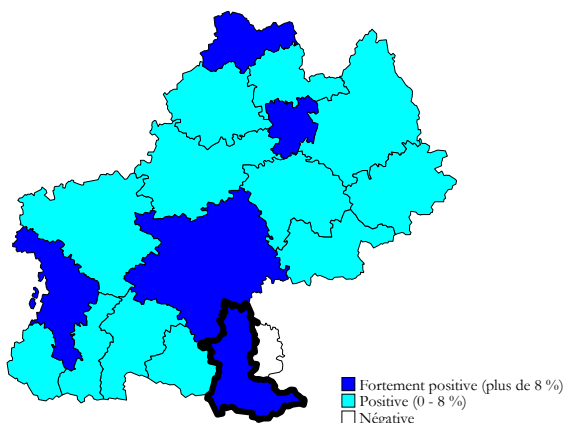 Fortement positive (plus de 8 %)
Positive (0 - 8 %)
Négative